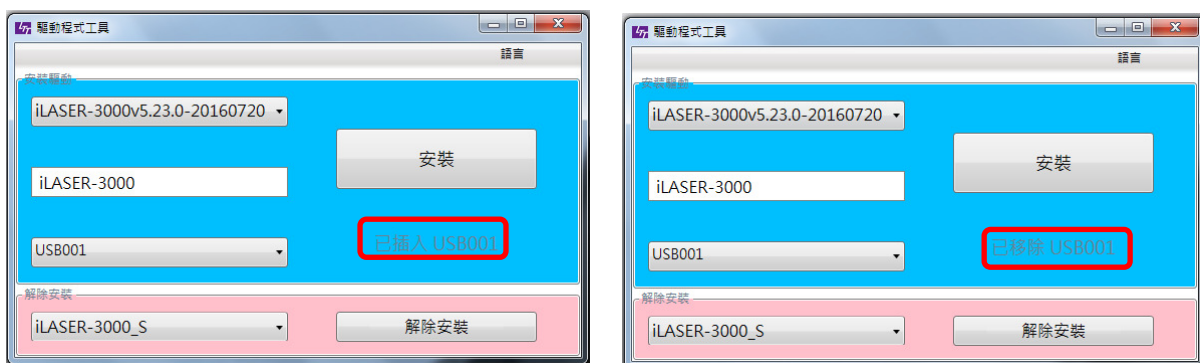 驅動程式工具
語言
安裝驅動
iLASER-3000v5.23.0-20160720
安裝
iLASER-3000
已插入 USB001
USB001
解除安裝
iLASER-3000_S
解除安裝
驅動程式工具
語言
安裝驅動
iLASER-3000v5.23.0-20160720
安裝
iLASER-3000
已移除 USB001
USB001
解除安裝
iLASER-3000_S
解除安裝